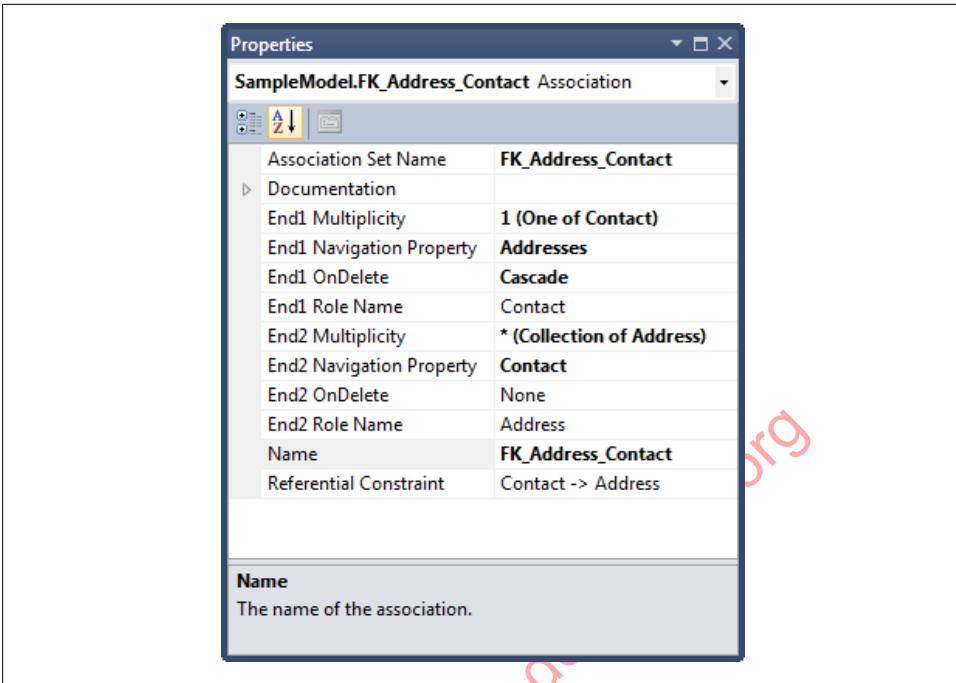 Properties
SampleModel.FK_Address_Contact Association
Association Set Name FK_Address_Contact
Documentation
End1 Multiplicity 1 (One of Contact)
End1 Navigation Property Addresses
End1 OnDelete Cascade
End1 Role Name Contact
End2 Multiplicity * (Collection of Address)
End2 Navigation Property Contact
End2 OnDelete None
End2 Role Name Address
Name FK_Address_Contact
Referential Constraint Contact -> Address
Name
The name of the association.